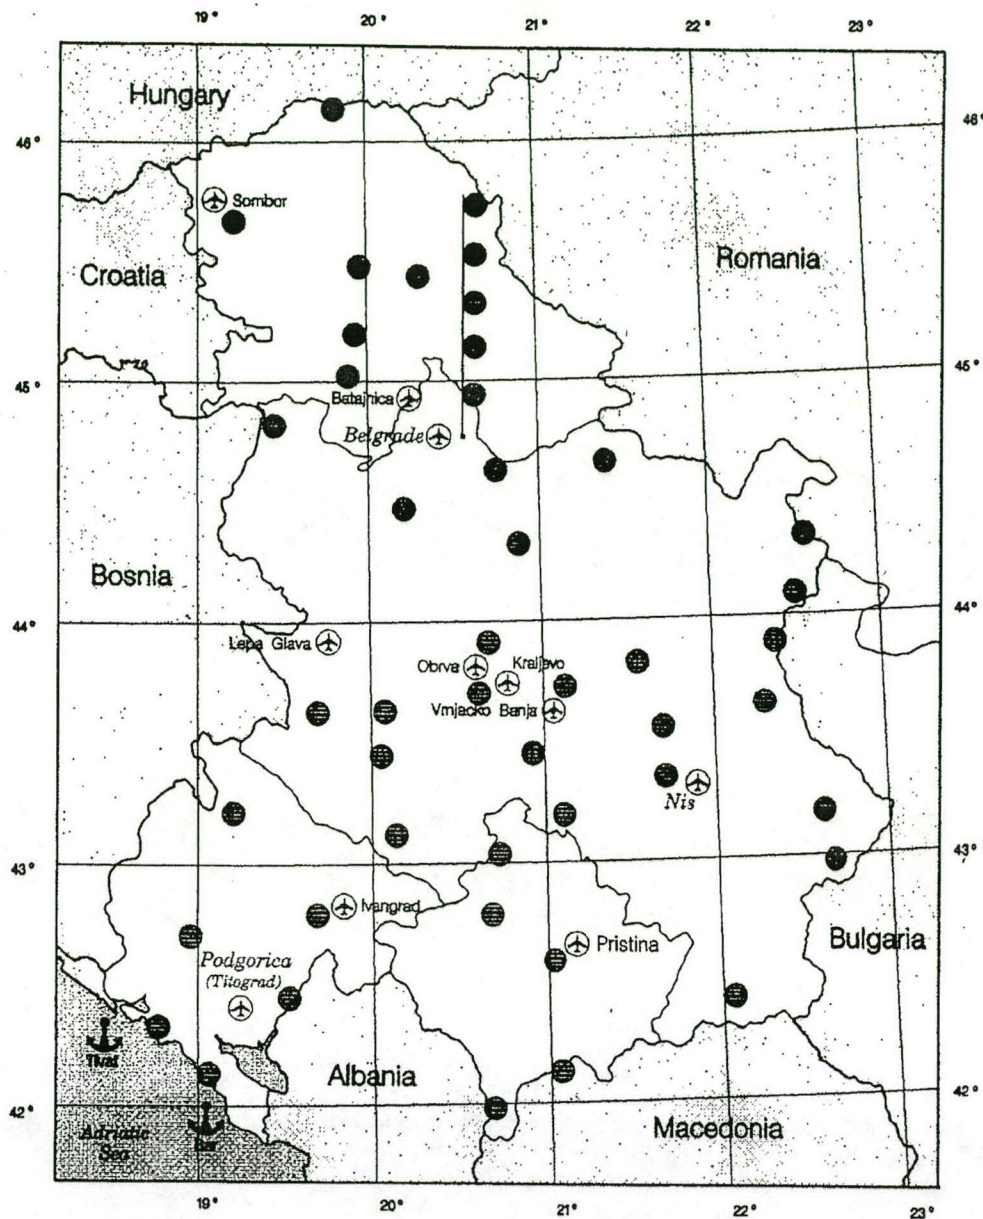 19° 20° 21° 22° 23°
Hungary
46° 46°
Sombor
Croatia
Romania
45° 45°
Batajnica
Belgrade
Bosnia
44° 44°
Lepa Glava
Obrva
Kraljevo
Vrnjacko Banja
Nis
43° 43°
Ivangrad
Pristina
Bulgaria
Podgorica
(Titograd)
Tivat
Albania
42° 42°
Bar
Adriatic
Sea
Macedonia
19° 20° 21° 22° 23°